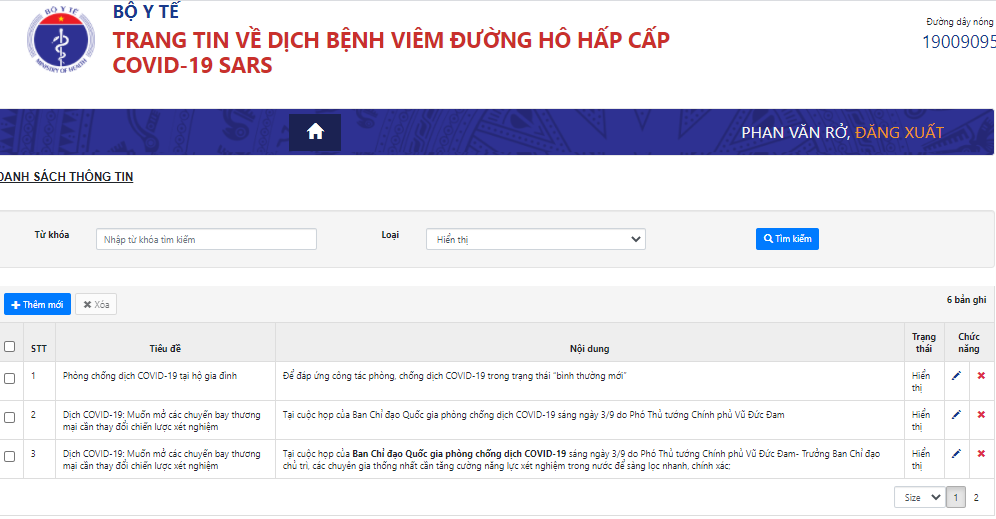 BỘ Y TẾ
MINISTRY OF HEALTH
BỘ Y TẾ
TRANG TIN VỀ DỊCH BỆNH VIÊM ĐƯỜNG HÔ HẤP CẤP
COVID-19 SARS
Đường dây nóng
19009095
PHAN VĂN RỞ, ĐĂNG XUẤT
DANH SÁCH THÔNG TIN
Từ khóa
Nhập từ khóa tìm kiếm
Loại
Hiển thị
Tìm kiếm
Thêm mới
Xóa
6 bản ghi
STT
Tiêu đề
Nội dung
Trạng
thái
Chức
năng
1
Phòng chống dịch COVID-19 tại hộ gia đình
Để đáp ứng công tác phòng, chống dịch COVID-19 trong trạng thái "bình thường mới"
Hiển
thị
2
Dịch COVID-19: Muốn mở các chuyến bay thương
mại cần thay đổi chiến lược xét nghiệm
Tại cuộc họp của Ban Chỉ đạo Quốc gia phòng chống dịch COVID-19 sáng ngày 3/9 do Phó Thủ tướng Chính phủ Vũ Đức Đam
Hiển
thị
3
Dịch COVID-19: Muốn mở các chuyến bay thương
mại cần thay đổi chiến lược xét nghiệm
Tại cuộc họp của Ban Chỉ đạo Quốc gia phòng chống dịch COVID-19 sáng ngày 3/9 do Phó Thủ tướng Chính phủ Vũ Đức Đam- Trưởng Ban Chỉ đạo
chủ trì, các chuyên gia thống nhất cần tăng cường năng lực xét nghiệm trong nước để sàng lọc nhanh, chính xác;
Hiển
thị
Size
1
2